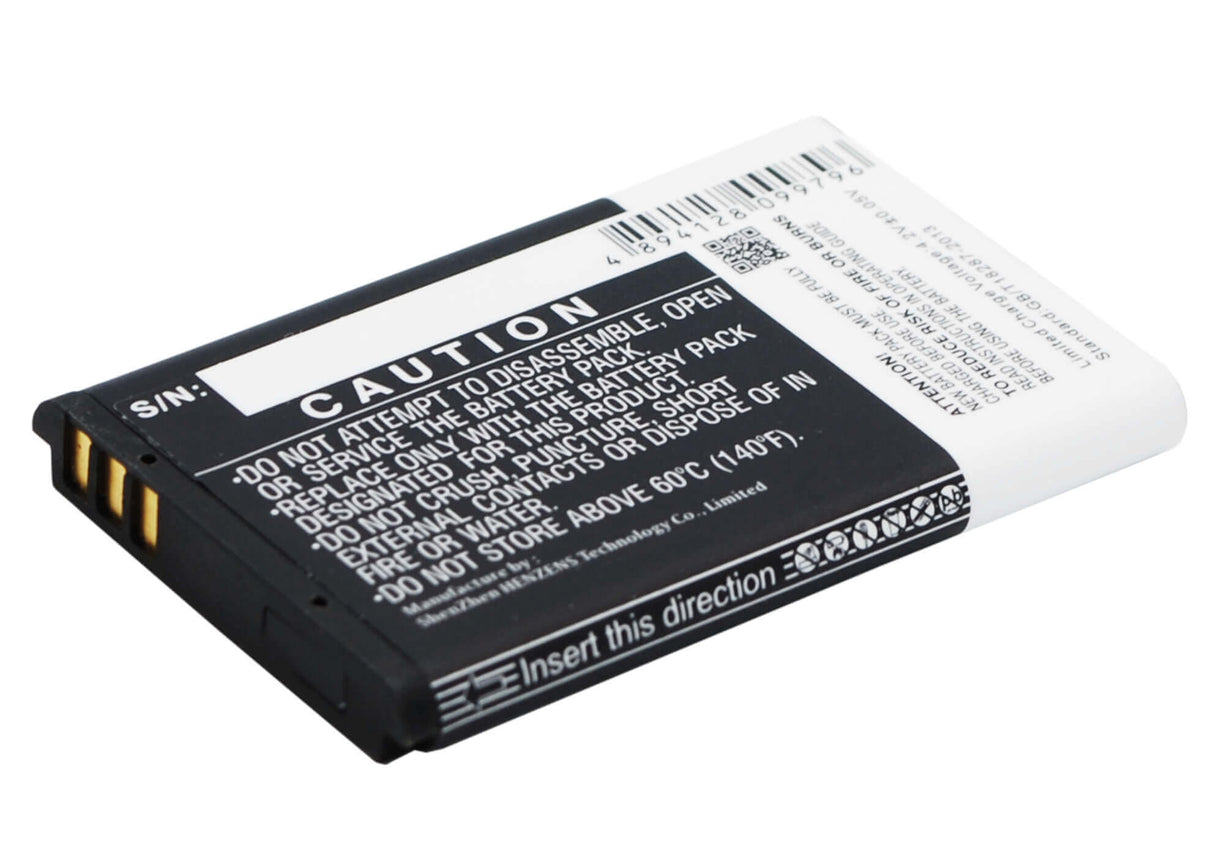 S/N:
CAUTION
·DO NOT ATTEMPT TO DISASSEMBLE, OPEN
OR SERVICE THE BATTERY PACK.
·REPLACE ONLY WITH THE BATTERY PACK
DESIGNATED FOR THIS PRODUCT.
·DO NOT CRUSH, PUNCTURE, SHORT
EXTERNAL CONTACTS OR DISPOSE OF IN
FIRE OR WATER.
·DO NOT STORE ABOVE 60°C (140°F).
Manufacture by :
ShenZhen HENZENS Technology Co., Limited
Insert this direction
4 894128 099796
ATTENTION!
NEW BATTERY PACK MUST BE FULLY
CHARGED BEFORE USE.
TO REDUCE RISK OF FIRE OR BURNS
READ INSTRUCTIONS IN OPERATING GUIDE
BEFORE USING THE BATTERY.
Limited Charge Voltage:4.2V±0.05V
Standard:GB/T18287-2013